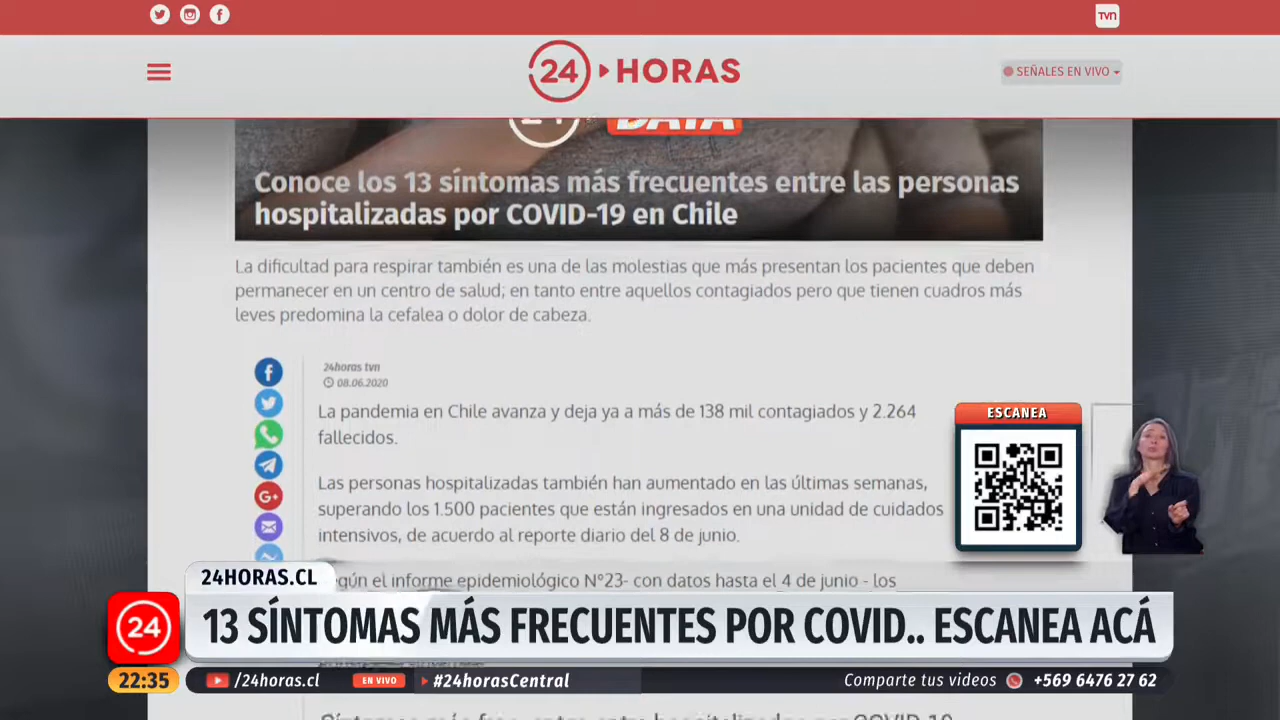 tvn
24 HORAS
SEÑALES EN VIVO
DATA
Conoce los 13 síntomas más frecuentes entre las personas
hospitalizadas por COVID-19 en Chile
La dificultad para respirar también es una de las molestias que más presentan los pacientes que deben
permanecer en un centro de salud; en tanto entre aquellos contagiados pero que tienen cuadros más
leves predomina la cefalea o dolor de cabeza.
24horas tvn
08.06.2020
La pandemia en Chile avanza y deja ya a más de 138 mil contagiados y 2.264
fallecidos.
Las personas hospitalizadas también han aumentado en las últimas semanas,
superando los 1.500 pacientes que están ingresados en una unidad de cuidados
intensivos, de acuerdo al reporte diario del 8 de junio.
G+
ESCANEA
el informe epidemiológico N°23- con datos hasta el 4 de junio - los
24HORAS.CL
24
13 SÍNTOMAS MÁS FRECUENTES POR COVID.. ESCANEA ACÁ
22:35
/24horas.cl
EN VIVO
#24horasCentral
Comparte tus videos
+569 6476 27 62